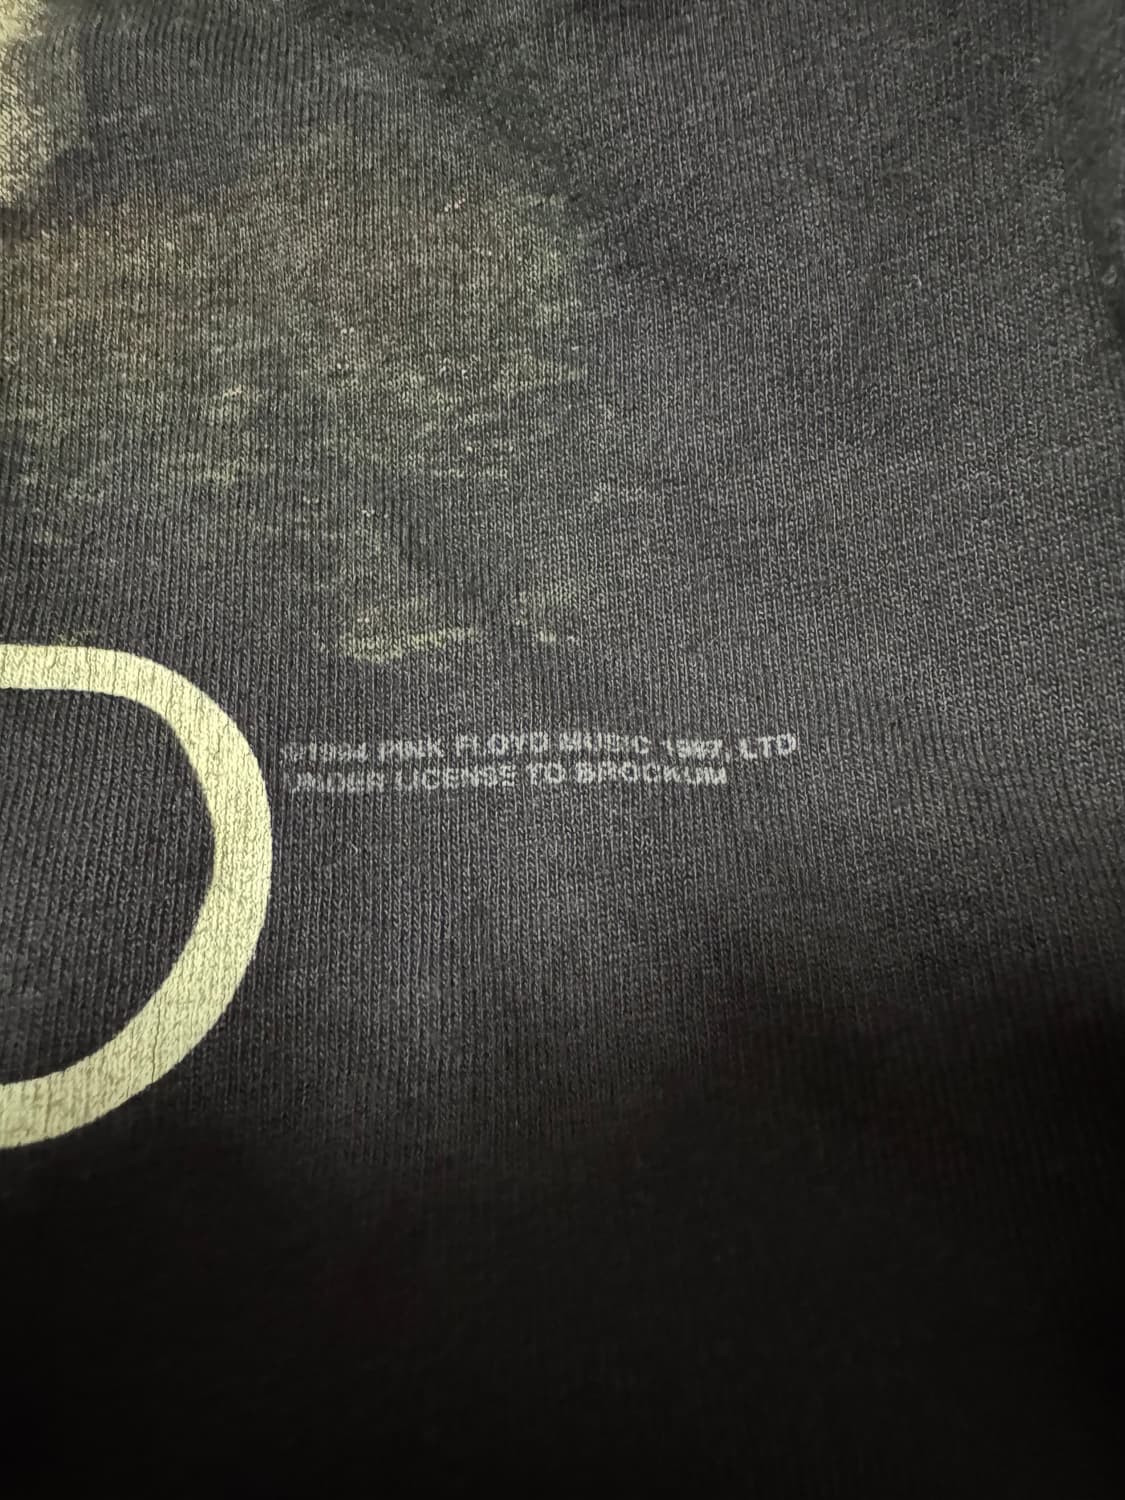 ©1994 PINK FLOYD MUSIC 1987, LTD
UNDER LICENSE TO BROCKUM
D